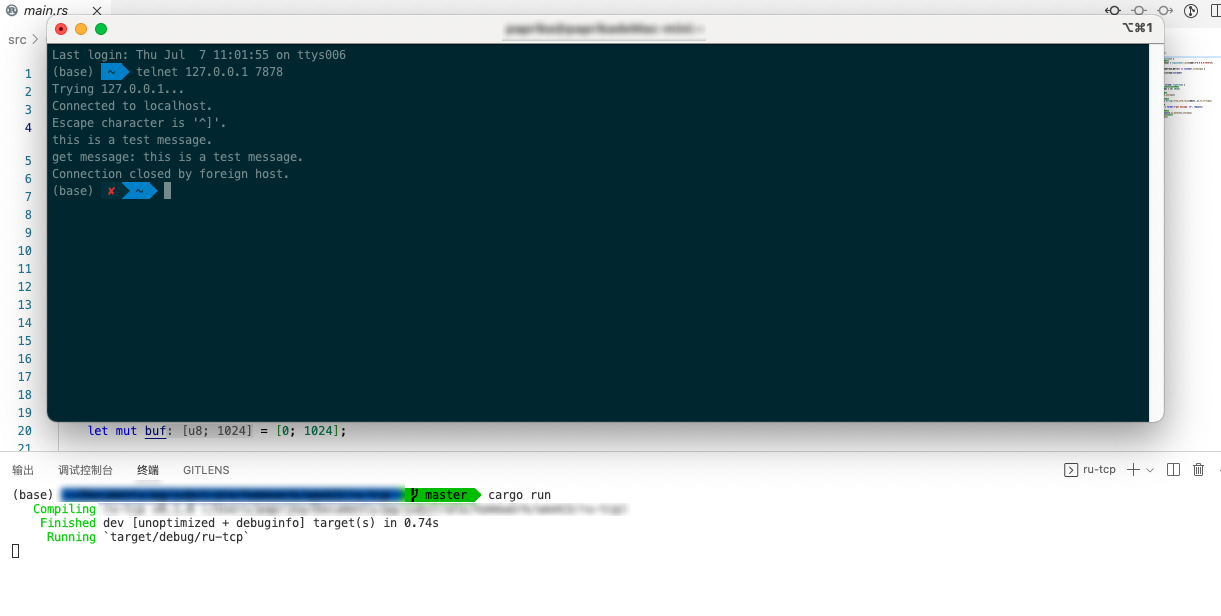 main.rs
src
⌥⌘1
Last login: Thu Jul  7 11:01:55 on ttys006
(base) ~ telnet 127.0.0.1 7878
Trying 127.0.0.1...
Connected to localhost.
Escape character is '^]'.
this is a test message.
get message: this is a test message.
Connection closed by foreign host.
(base) ✘ ~
1
2
3
4
5
6
7
8
9
10
11
12
13
14
15
16
17
18
19
20 let mut buf: [u8; 1024] = [0; 1024];
21
输出 调试控制台 终端 GITLENS ru-tcp
(base) master cargo run
Compiling
Finished dev [unoptimized + debuginfo] target(s) in 0.74s
Running `target/debug/ru-tcp`